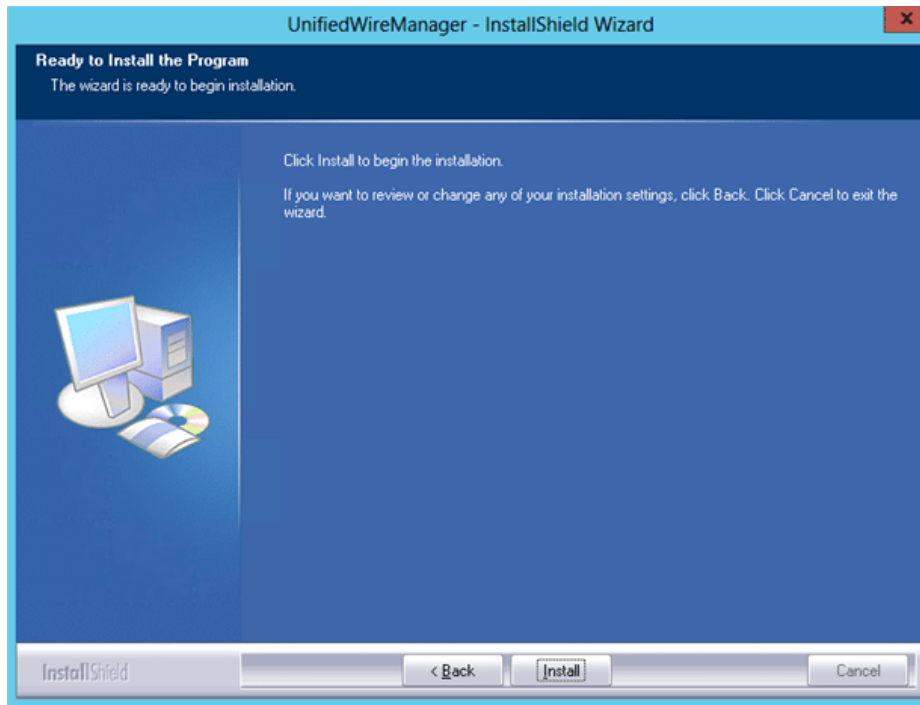 UnifiedWireManager - InstallShield Wizard
x
Ready to Install the Program
The wizard is ready to begin installation.
Click Install to begin the installation.
If you want to review or change any of your installation settings, click Back. Click Cancel to exit the
wizard.
InstallShield
< Back
Install
Cancel